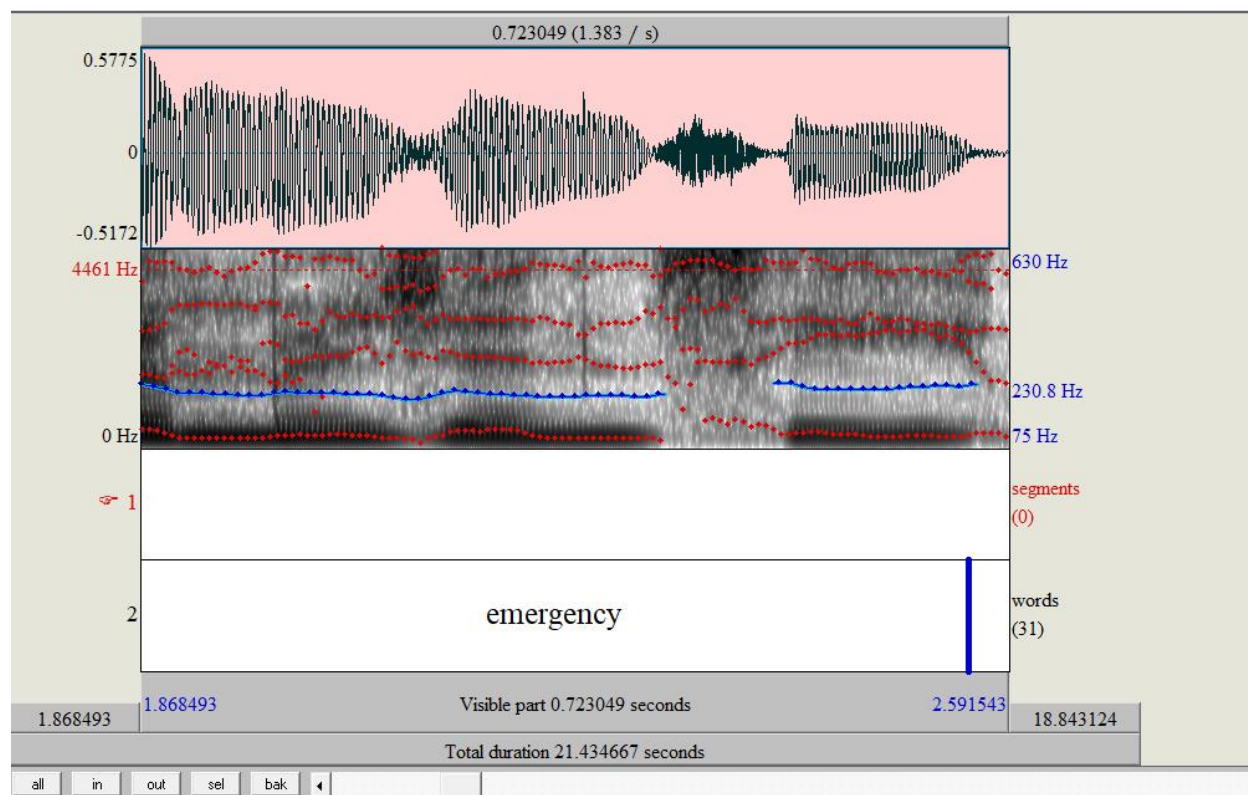 0.723049 (1.383 / s)
0.5775
0
-0.5172
4461 Hz
630 Hz
230.8 Hz
0 Hz
75 Hz
☞ 1
segments
(0)
2
emergency
words
(31)
1.868493
1.868493
Visible part 0.723049 seconds
2.591543
18.843124
Total duration 21.434667 seconds
all in out sel bak